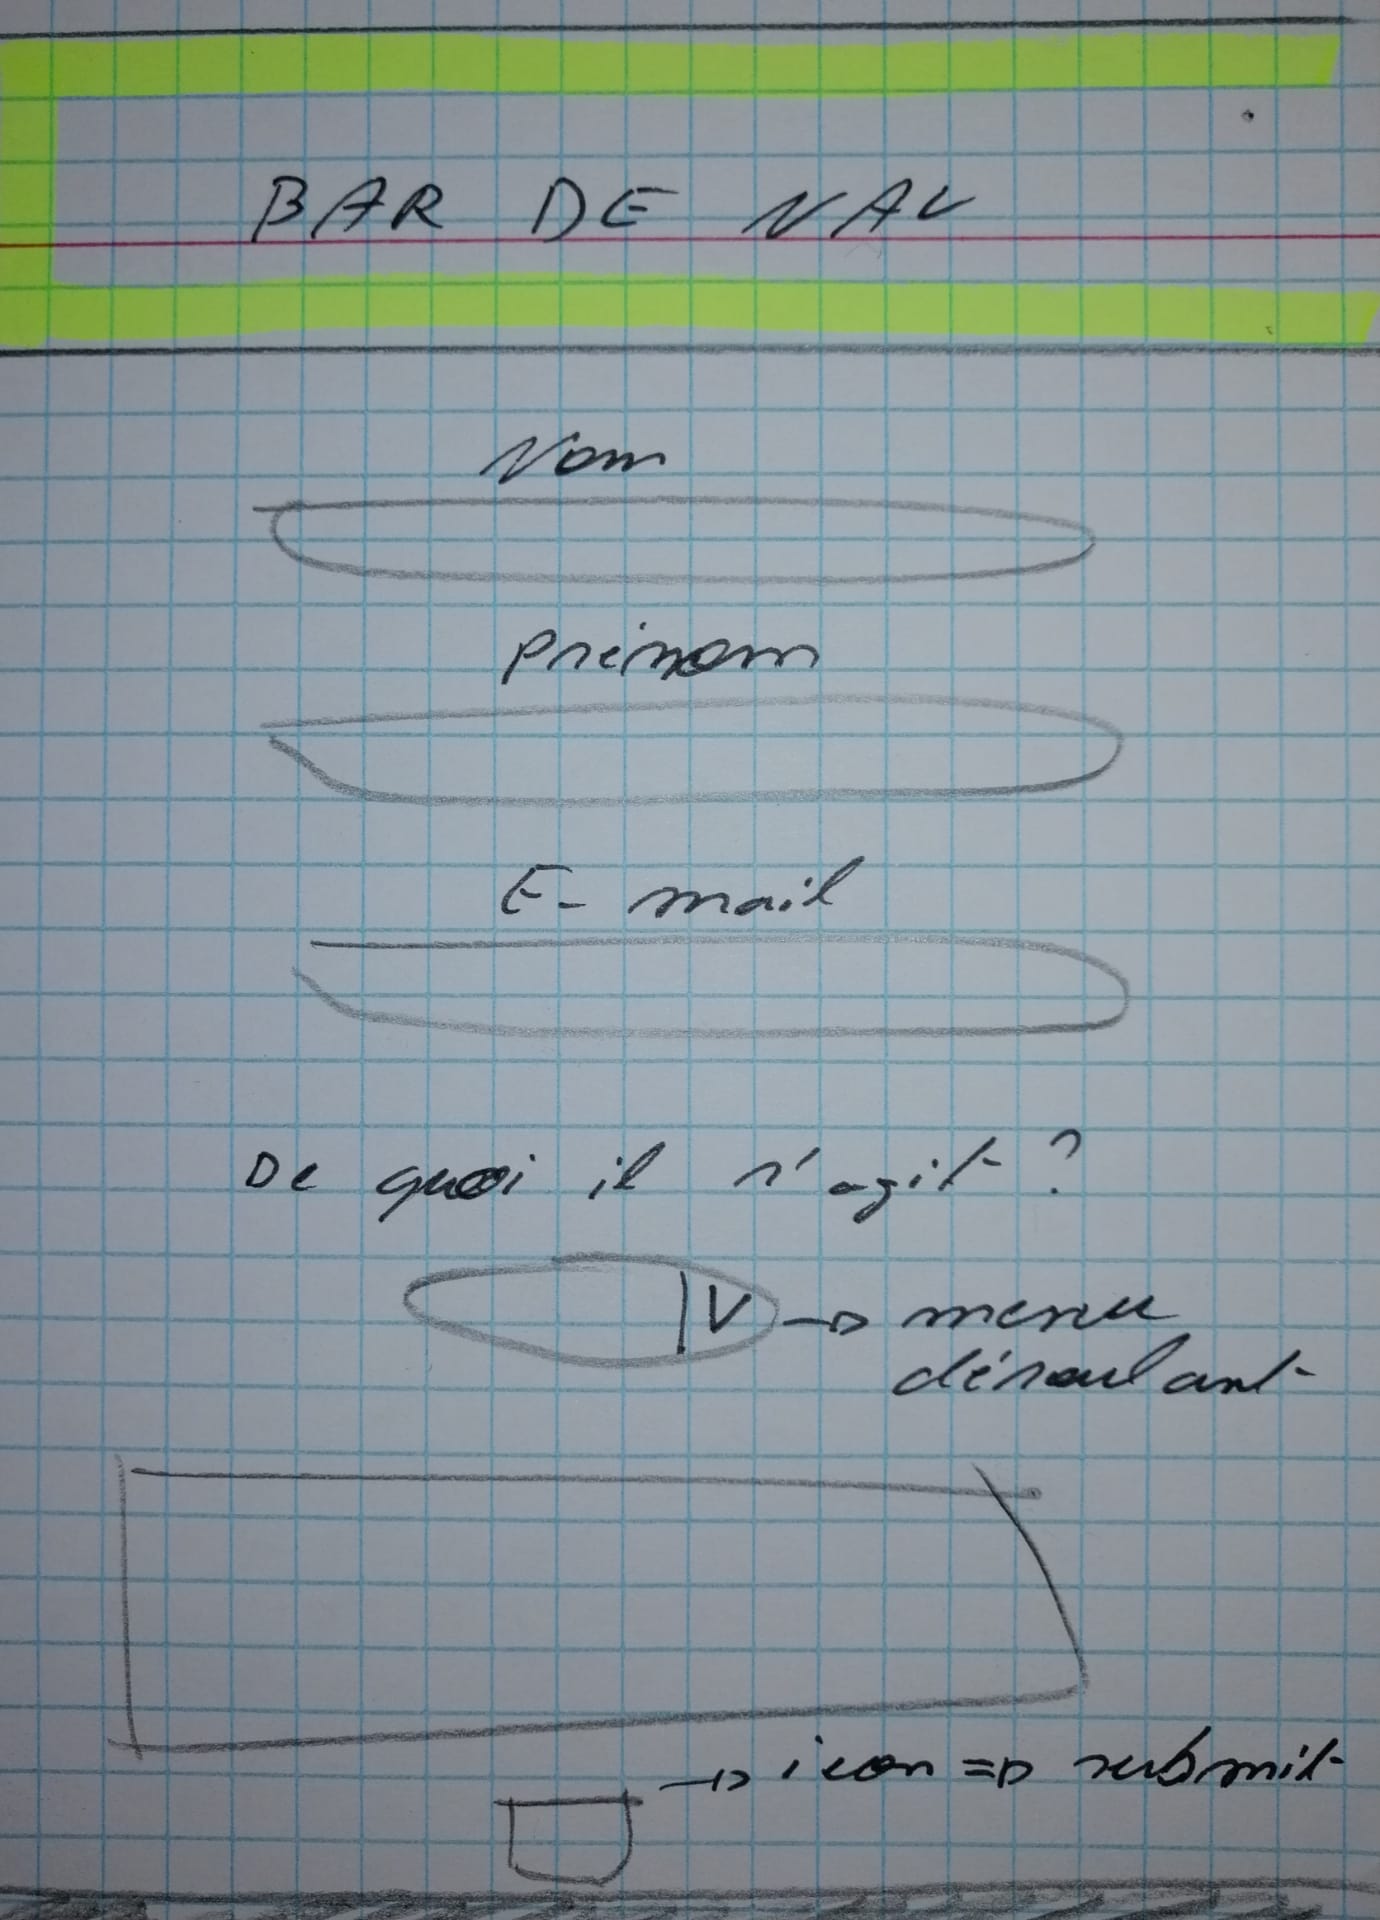 BAR DE NAV
Nom
prénom
E-mail
De quoi il s'agit ?
V → menu
déroulant
→ icon => submit